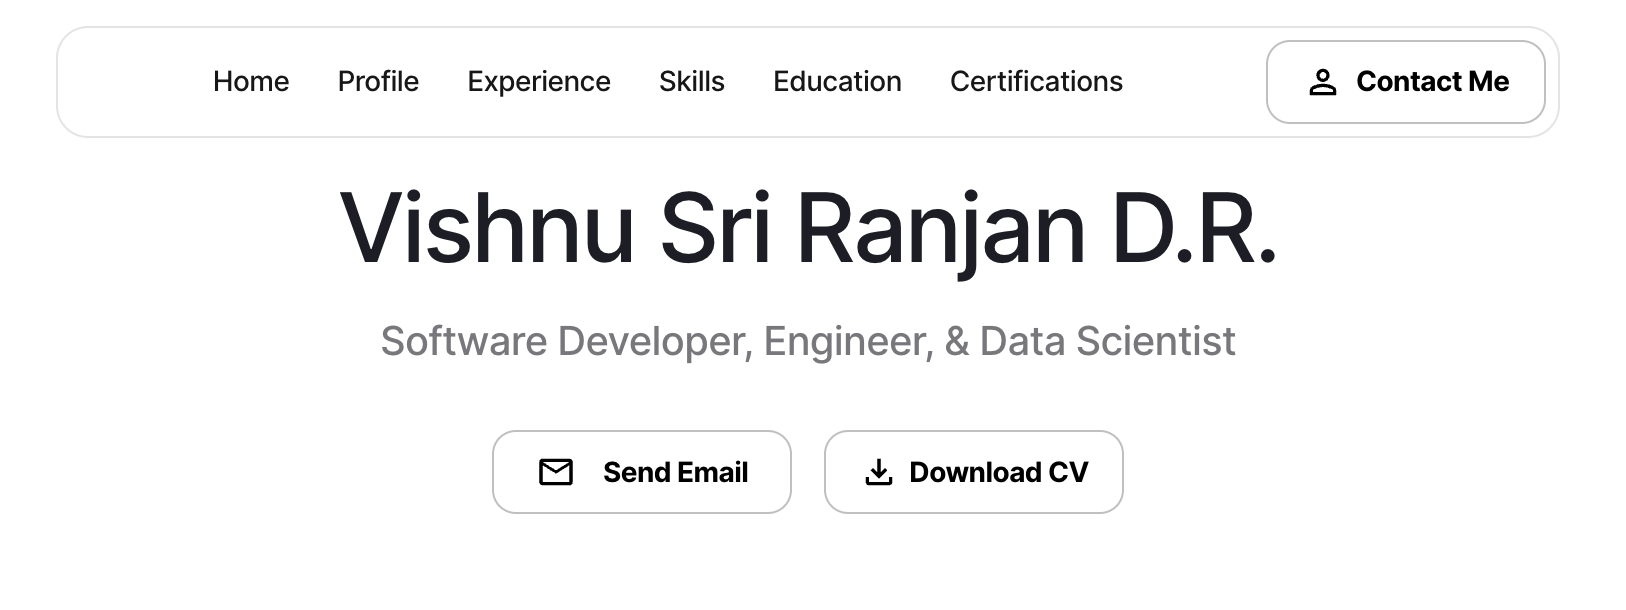 Home Profile Experience Skills Education Certifications Contact Me
Vishnu Sri Ranjan D.R.
Software Developer, Engineer, & Data Scientist
Send Email Download CV